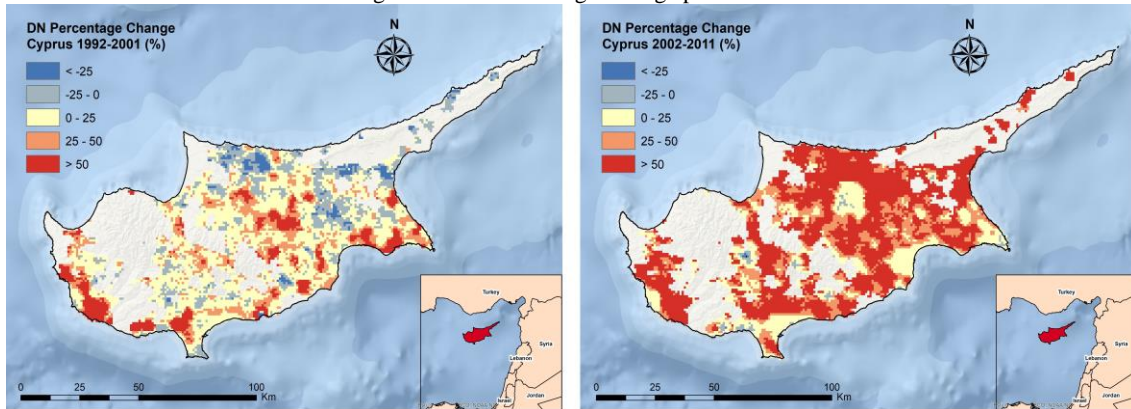 DN Percentage Change
Cyprus 1992-2001 (%)
< -25
-25 - 0
0 - 25
25 - 50
> 50
N
0 25 50 100
Km
Turkey
Syria
Lebanon
Israel
Jordan
DN Percentage Change
Cyprus 2002-2011 (%)
< -25
-25 - 0
0 - 25
25 - 50
> 50
N
0 25 50 100
Km
Turkey
Syria
Lebanon
Israel
Jordan